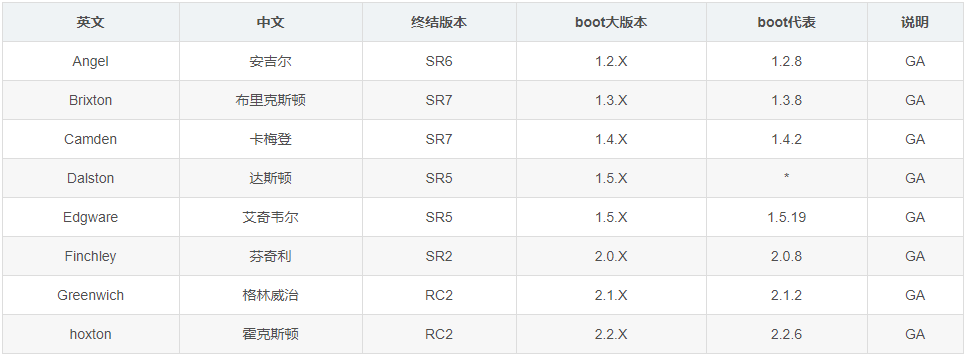 英文 中文 终结版本 boot大版本 boot代表 说明
Angel 安吉尔 SR6 1.2.X 1.2.8 GA
Brixton 布里克斯顿 SR7 1.3.X 1.3.8 GA
Camden 卡梅登 SR7 1.4.X 1.4.2 GA
Dalston 达斯顿 SR5 1.5.X * GA
Edgware 艾奇韦尔 SR5 1.5.X 1.5.19 GA
Finchley 芬奇利 SR2 2.0.X 2.0.8 GA
Greenwich 格林威治 RC2 2.1.X 2.1.2 GA
hoxton 霍克斯顿 RC2 2.2.X 2.2.6 GA